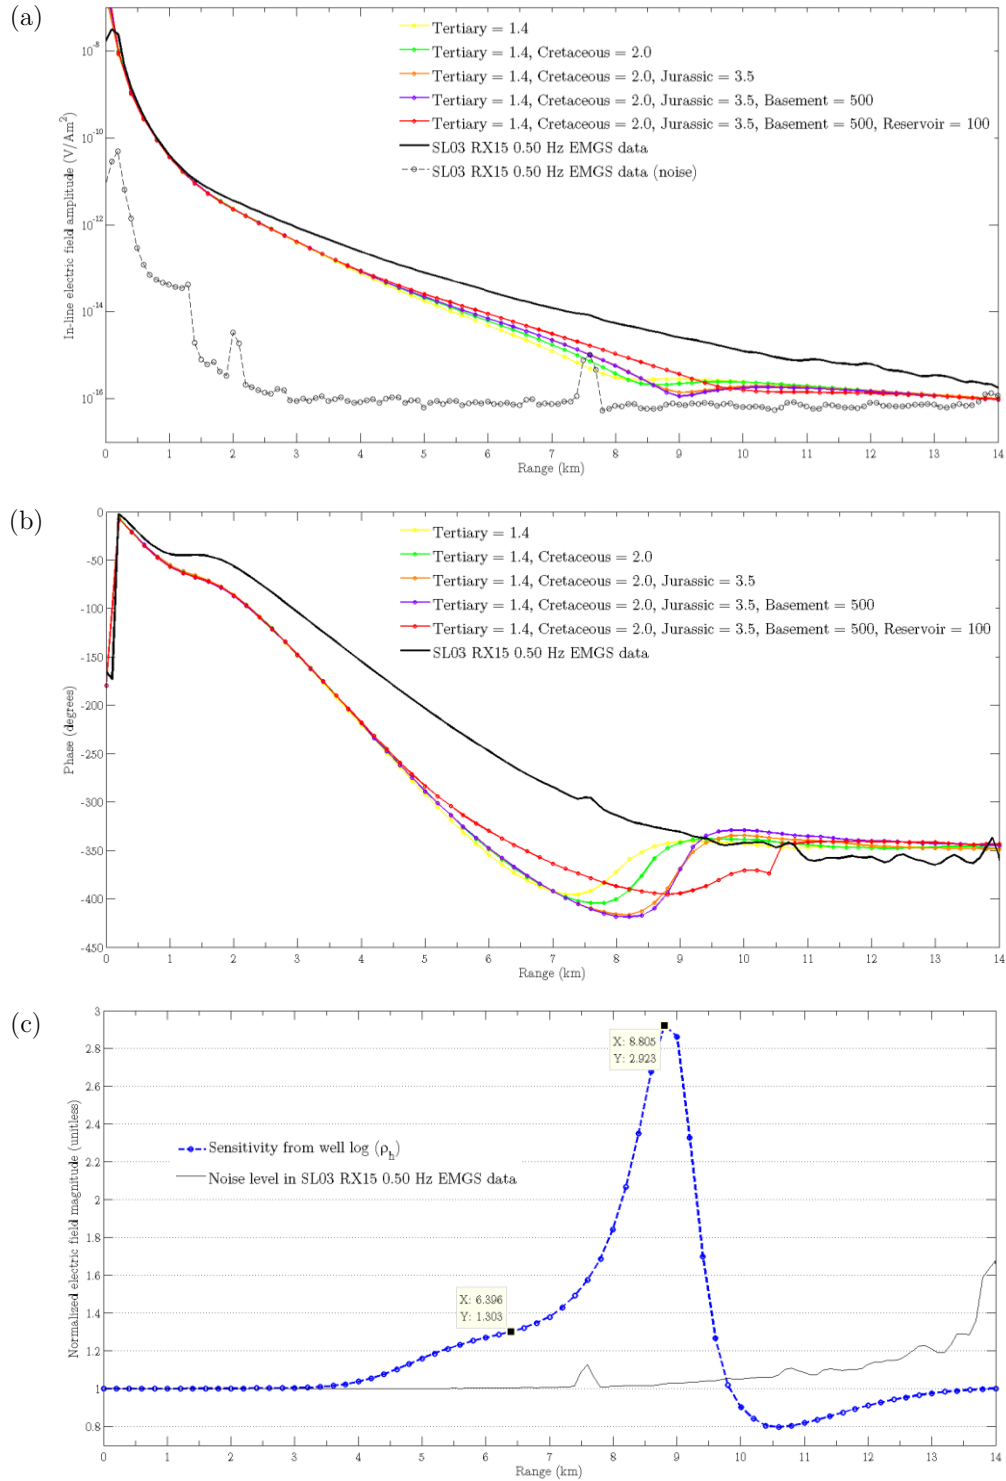 (a)
In-line electric field amplitude (V/Am²)
10⁻⁸
10⁻¹⁰
10⁻¹²
10⁻¹⁴
10⁻¹⁶
Tertiary = 1.4
Tertiary = 1.4, Cretaceous = 2.0
Tertiary = 1.4, Cretaceous = 2.0, Jurassic = 3.5
Tertiary = 1.4, Cretaceous = 2.0, Jurassic = 3.5, Basement = 500
Tertiary = 1.4, Cretaceous = 2.0, Jurassic = 3.5, Basement = 500, Reservoir = 100
SL03 RX15 0.50 Hz EMGS data
SL03 RX15 0.50 Hz EMGS data (noise)
0 1 2 3 4 5 6 7 8 9 10 11 12 13 14
Range (km)
(b)
Phase (degrees)
0
-50
-100
-150
-200
-250
-300
-350
-400
-450
Tertiary = 1.4
Tertiary = 1.4, Cretaceous = 2.0
Tertiary = 1.4, Cretaceous = 2.0, Jurassic = 3.5
Tertiary = 1.4, Cretaceous = 2.0, Jurassic = 3.5, Basement = 500
Tertiary = 1.4, Cretaceous = 2.0, Jurassic = 3.5, Basement = 500, Reservoir = 100
SL03 RX15 0.50 Hz EMGS data
0 1 2 3 4 5 6 7 8 9 10 11 12 13 14
Range (km)
(c)
Normalized electric field magnitude (unitless)
3
2.8
2.6
2.4
2.2
2
1.8
1.6
1.4
1.2
1
0.8
X: 8.805
Y: 2.923
Sensitivity from well log (ρₕ)
Noise level in SL03 RX15 0.50 Hz EMGS data
X: 6.396
Y: 1.303
0 1 2 3 4 5 6 7 8 9 10 11 12 13 14
Range (km)